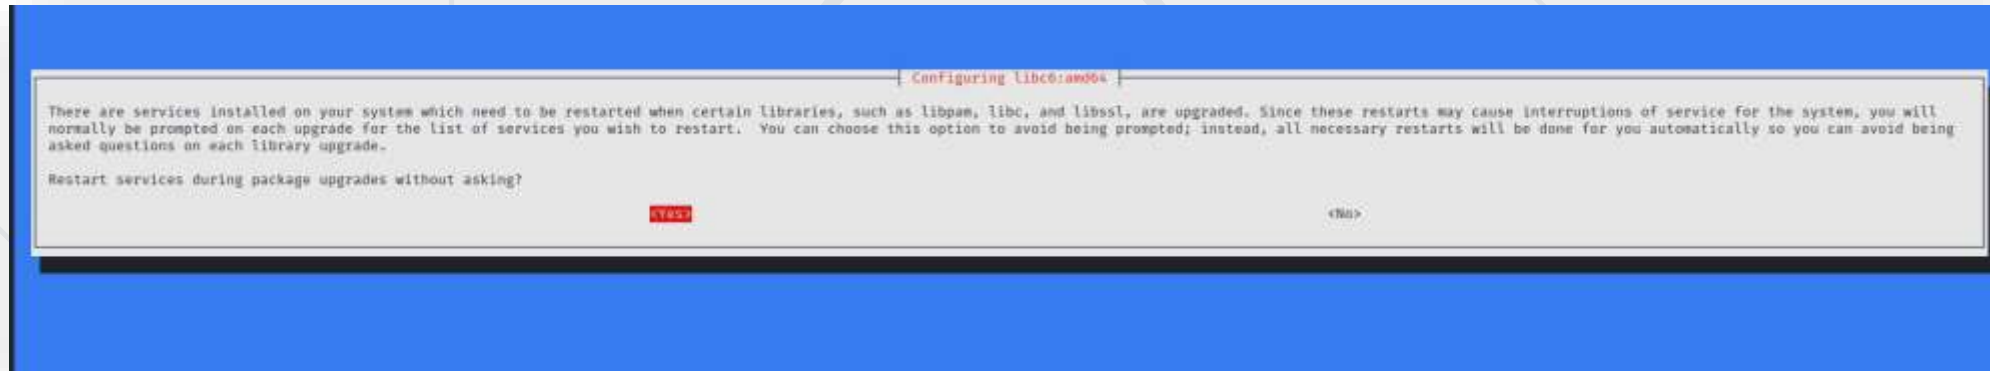 Configuring libc6:amd64
There are services installed on your system which need to be restarted when certain libraries, such as libpam, libc, and libssl, are upgraded. Since these restarts may cause interruptions of service for the system, you will
normally be prompted on each upgrade for the list of services you wish to restart.  You can choose this option to avoid being prompted; instead, all necessary restarts will be done for you automatically so you can avoid being
asked questions on each library upgrade.
Restart services during package upgrades without asking?
<Yes> <No>